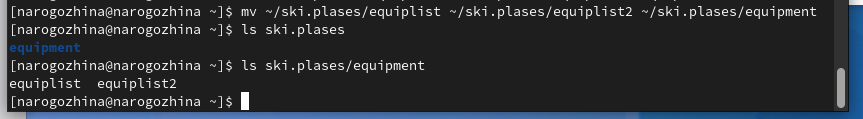 [narogozhina@narogozhina ~]$ mv ~/ski.plases/equiplist ~/ski.plases/equiplist2 ~/ski.plases/equipment
[narogozhina@narogozhina ~]$ ls ski.plases
equipment
[narogozhina@narogozhina ~]$ ls ski.plases/equipment
equiplist  equiplist2
[narogozhina@narogozhina ~]$